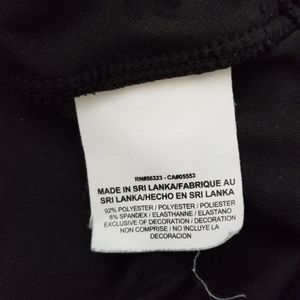 RN#56323 - CA#05553
MADE IN SRI LANKA/FABRIQUE AU
SRI LANKA/HECHO EN SRI LANKA
92% POLYESTER / POLYESTER / POLIESTER
8% SPANDEX / ELASTHANNE / ELASTANO
EXCLUSIVE OF DECORATION / DECORATION
NON COMPRISE / NO INCLUYE LA
DECORACION